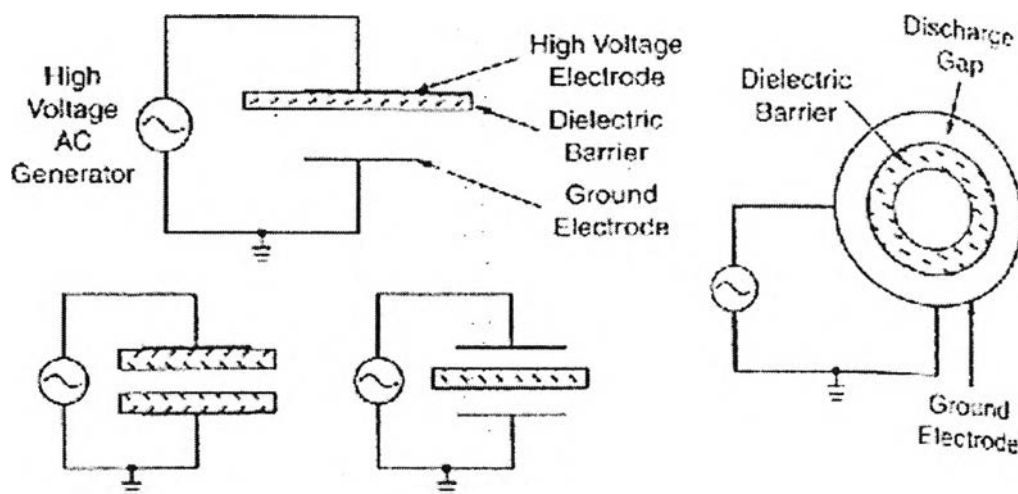 High
Voltage
AC
Generator
High Voltage
Electrode
Dielectric
Barrier
Ground
Electrode
Discharge
Gap
Dielectric
Barrier
Ground
Electrode